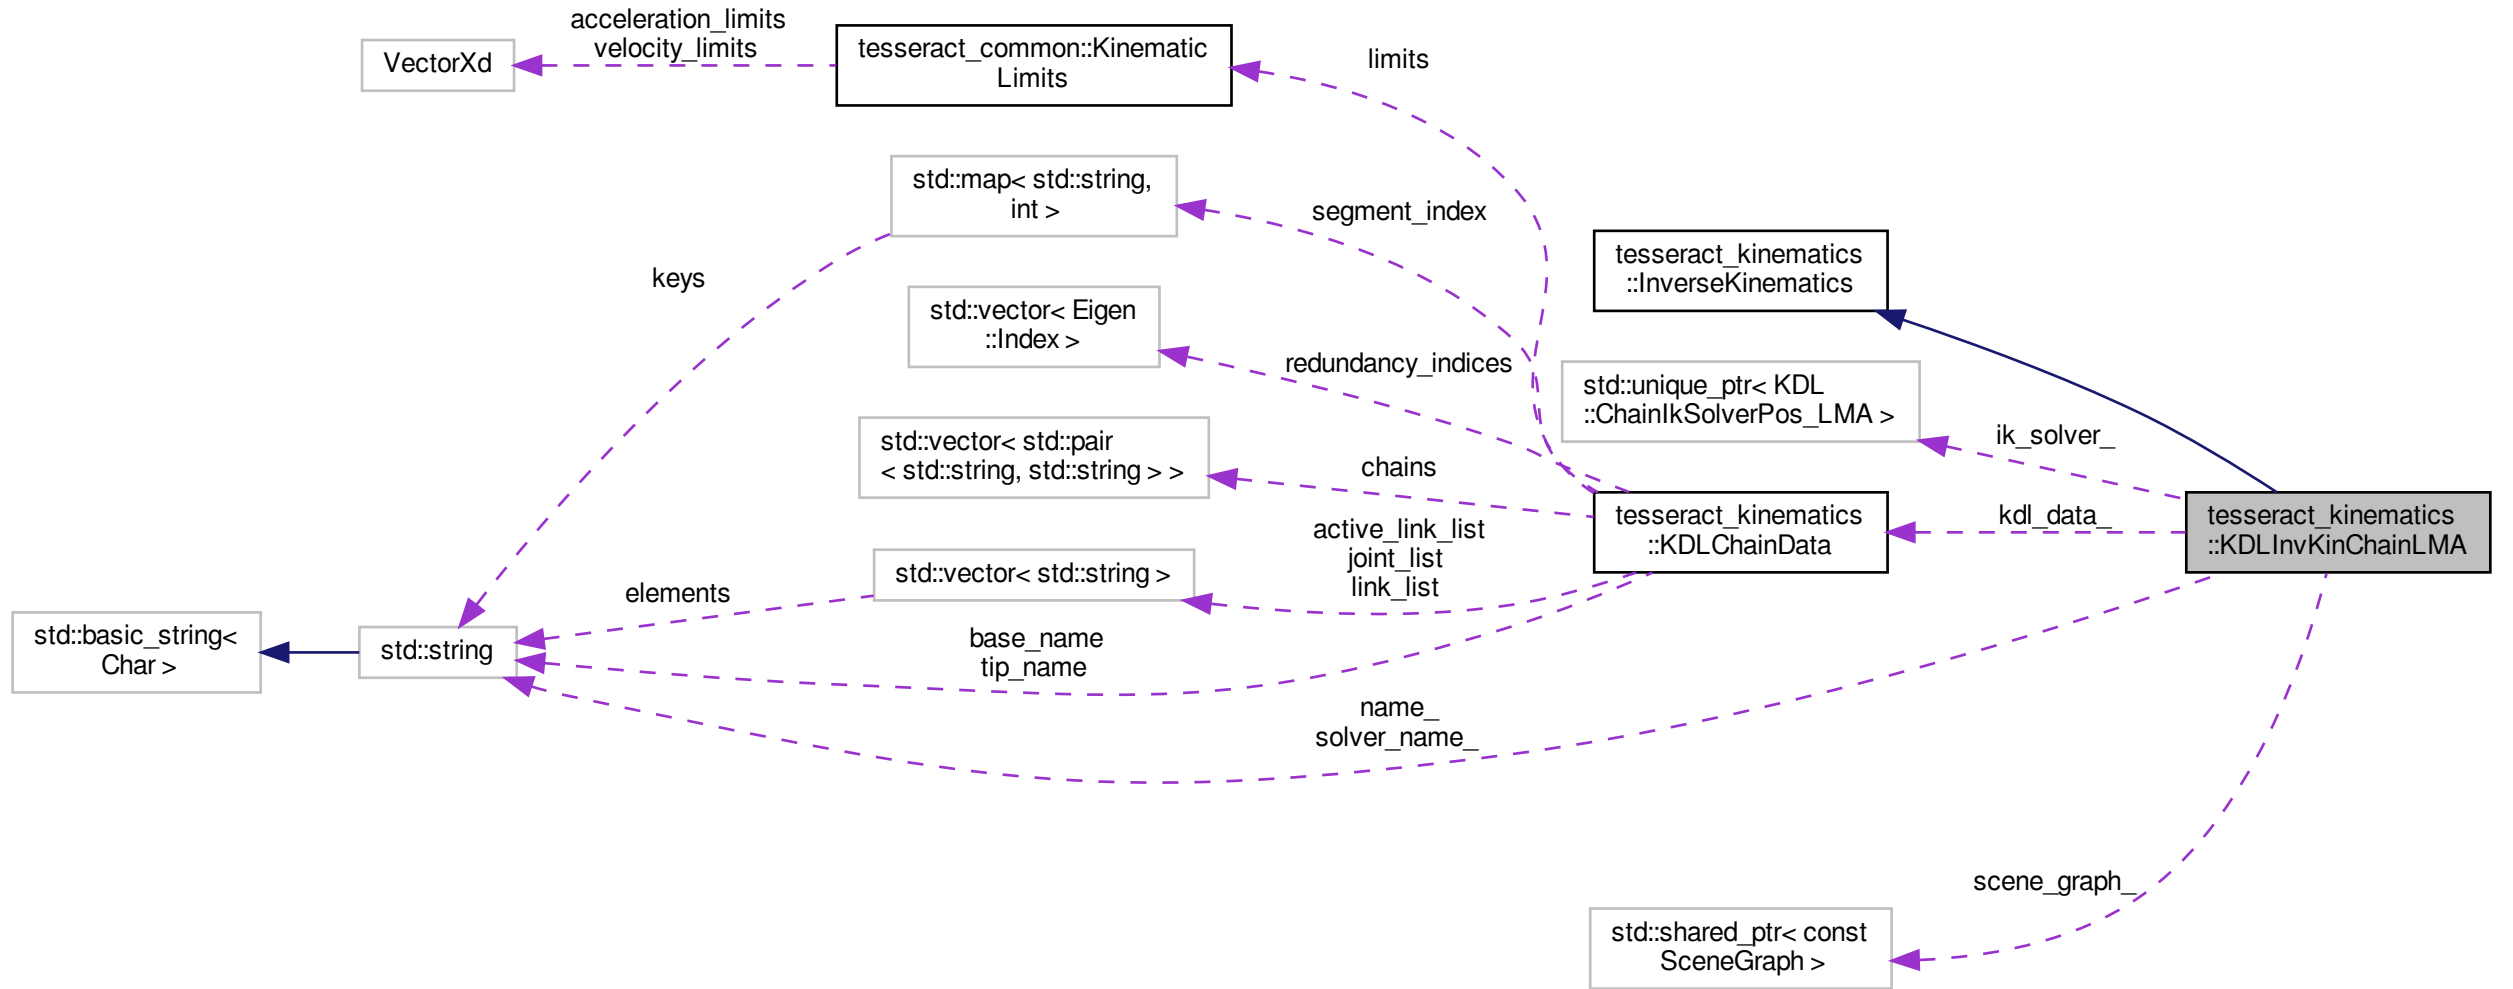 acceleration_limits
velocity_limits
VectorXd
tesseract_common::Kinematic
Limits
limits
std::map< std::string,
int >
segment_index
keys
tesseract_kinematics
::InverseKinematics
std::vector< Eigen
::Index >
redundancy_indices
std::unique_ptr< KDL
::ChainIkSolverPos_LMA >
ik_solver_
std::vector< std::pair
< std::string, std::string > >
chains
tesseract_kinematics
::KDLChainData
kdl_data_
tesseract_kinematics
::KDLInvKinChainLMA
active_link_list
joint_list
link_list
std::vector< std::string >
elements
std::basic_string<
Char >
std::string
base_name
tip_name
name_
solver_name_
scene_graph_
std::shared_ptr< const
SceneGraph >